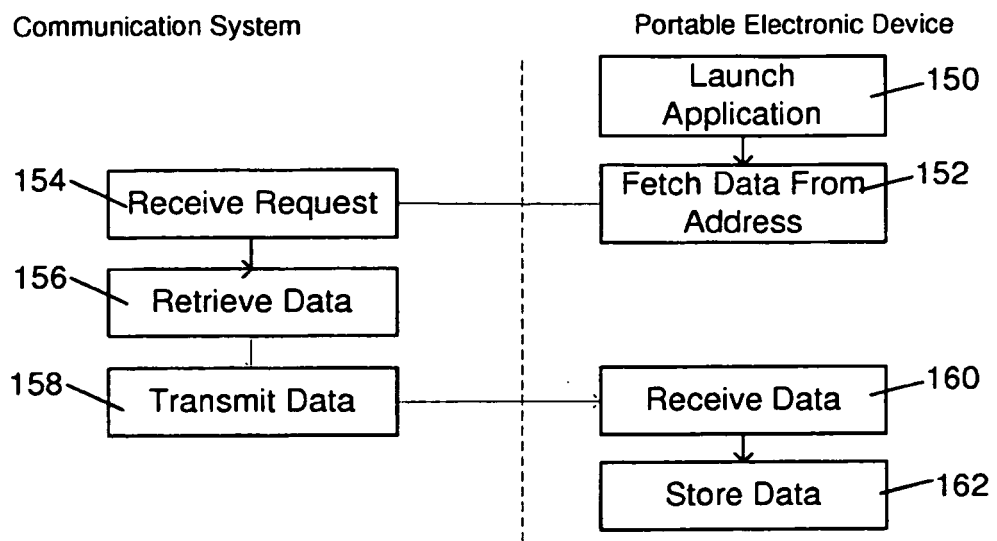 Communication System
Portable Electronic Device
Launch
Application
150
Fetch Data From
Address
152
154
Receive Request
156
Retrieve Data
158
Transmit Data
Receive Data
160
Store Data
162